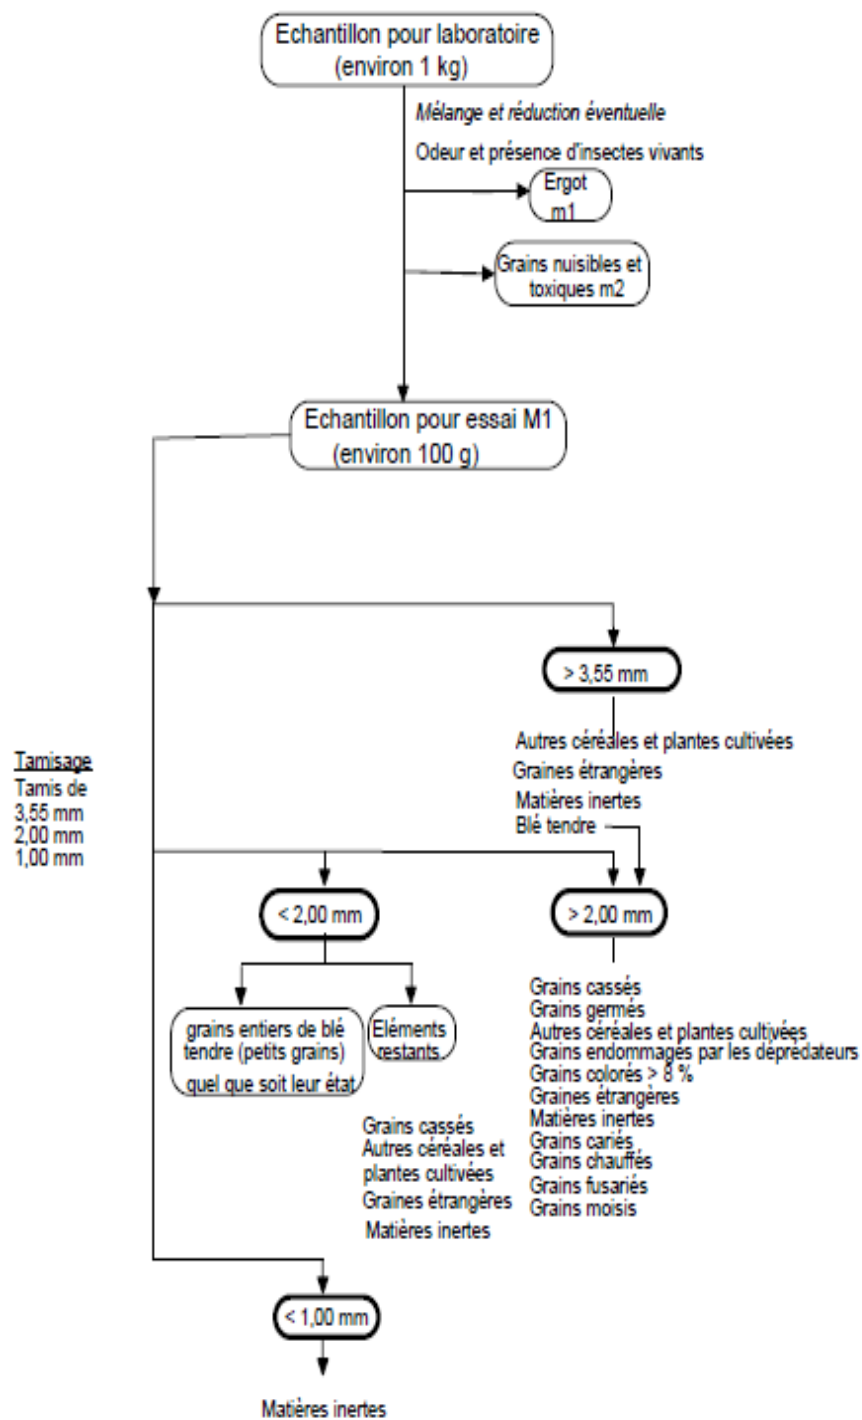 Echantillon pour laboratoire
(environ 1 kg)
Mélange et réduction éventuelle
Odeur et présence d'insectes vivants
Ergot
m1
Grains nuisibles et
toxiques m2
Echantillon pour essai M1
(environ 100 g)
> 3,55 mm
Autres céréales et plantes cultivées
Graines étrangères
Matières inertes
Blé tendre
Tamisage
Tamis de
3,55 mm
2,00 mm
1,00 mm
< 2,00 mm
> 2,00 mm
grains entiers de blé
tendre (petits grains)
quel que soit leur état
Eléments
restants
Grains cassés
Autres céréales et
plantes cultivées
Graines étrangères
Matières inertes
Grains cassés
Grains germés
Autres céréales et plantes cultivées
Grains endommagés par les déprédateurs
Grains colorés > 8 %
Graines étrangères
Matières inertes
Grains cariés
Grains chauffés
Grains fusariés
Grains moisis
< 1,00 mm
Matières inertes